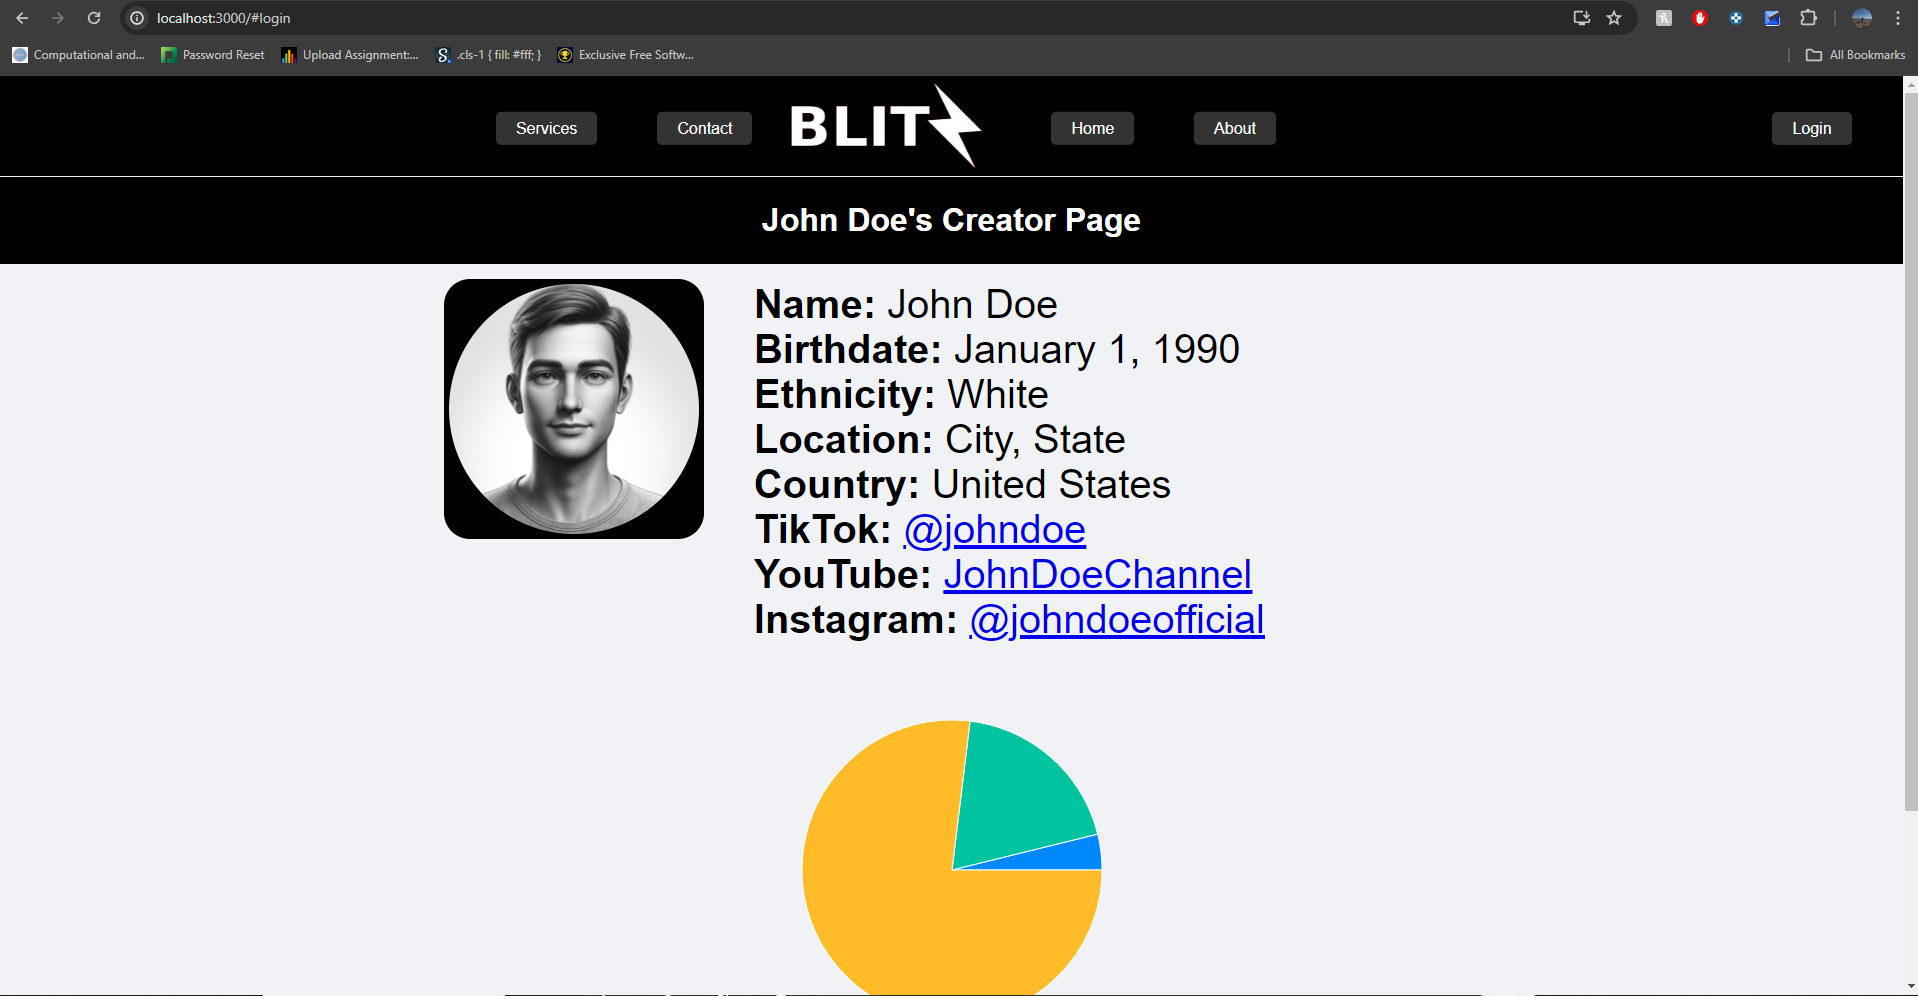 localhost:3000/#login
Computational and... Password Reset Upload Assignment:... .cls-1 { fill: #fff; } Exclusive Free Softw... All Bookmarks
Services Contact BLITZ Home About Login
John Doe's Creator Page
Name: John Doe
Birthdate: January 1, 1990
Ethnicity: White
Location: City, State
Country: United States
TikTok: @johndoe
YouTube: JohnDoeChannel
Instagram: @johndoeofficial